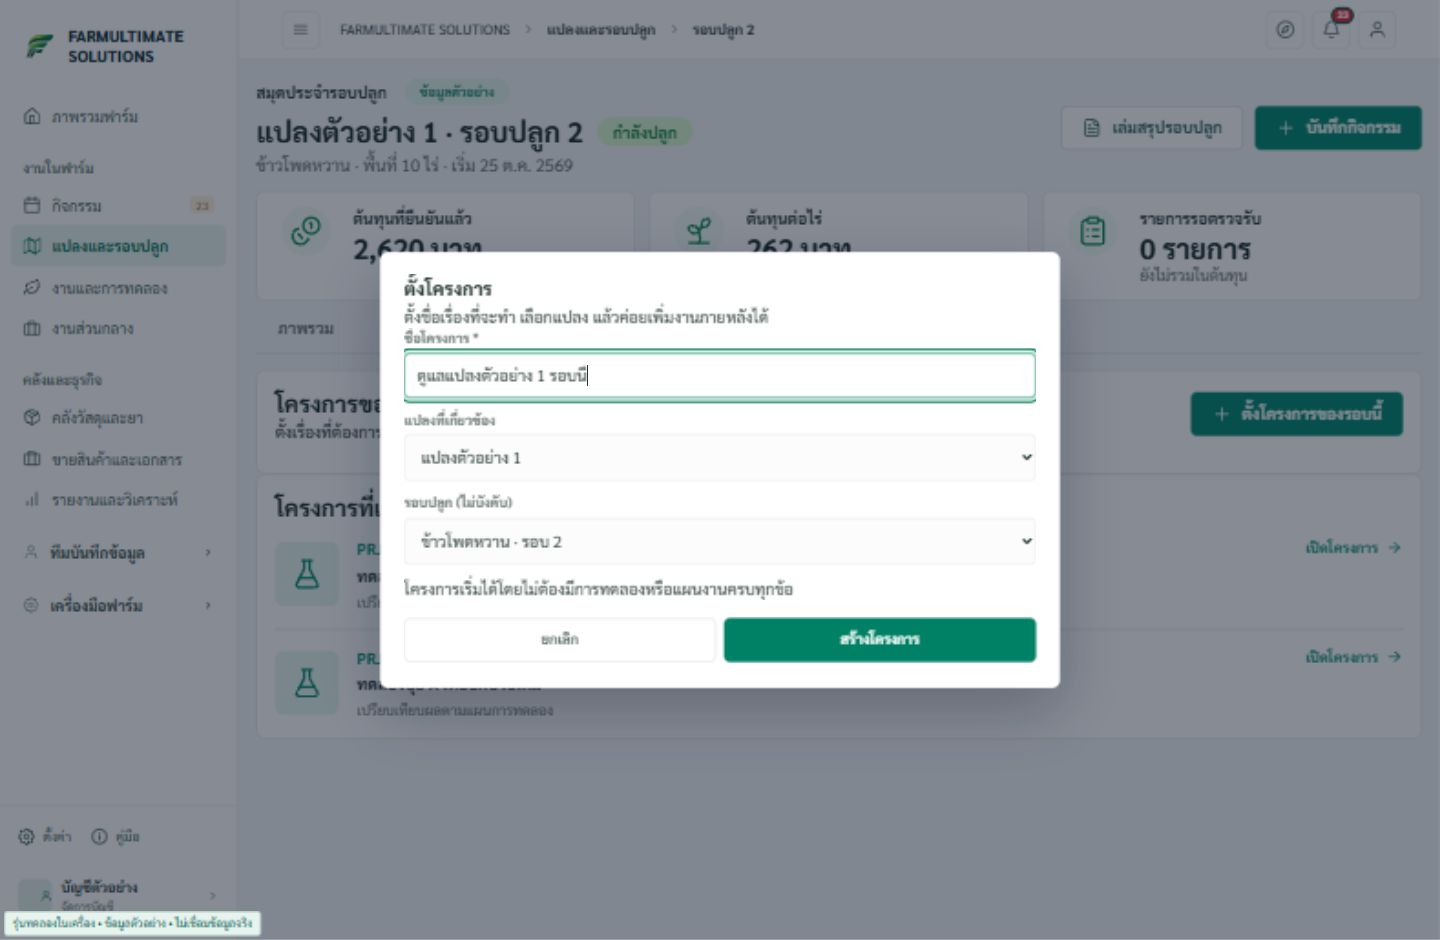 FARMULTIMATE SOLUTIONS
ภาพรวมฟาร์ม
งานในฟาร์ม
กิจกรรม 23
แปลงและรอบปลูก
งานและการทดลอง
งานส่วนกลาง
คลังและธุรกิจ
คลังวัสดุและยา
ขายสินค้าและเอกสาร
รายงานและวิเคราะห์
ทีมบันทึกข้อมูล
เครื่องมือฟาร์ม
ตั้งค่า คู่มือ
บัญชีตัวอย่าง
จัดการบัญชี
รุ่นทดลองในเครื่อง • ข้อมูลตัวอย่าง • ไม่เชื่อมข้อมูลจริง
FARMULTIMATE SOLUTIONS > แปลงและรอบปลูก > รอบปลูก 2
23
สมุดประจำรอบปลูก ข้อมูลตัวอย่าง
แปลงตัวอย่าง 1 · รอบปลูก 2 กำลังปลูก
ข้าวโพดหวาน · พื้นที่ 10 ไร่ · เริ่ม 25 ต.ค. 2569
เล่มสรุปรอบปลูก
+ บันทึกกิจกรรม
ต้นทุนที่ยืนยันแล้ว
2,620 บาท
ต้นทุนต่อไร่
262 บาท
รายการรอตรวจรับ
0 รายการ
ยังไม่รวมในต้นทุน
ภาพรวม
+ ตั้งโครงการของรอบนี้
PR
เปิดโครงการ →
PR
เปิดโครงการ →
เปรียบเทียบผลตามแผนการทดลอง
ตั้งโครงการ
ตั้งชื่อเรื่องที่จะทำ เลือกแปลง แล้วค่อยเพิ่มงานภายหลังได้
ชื่อโครงการ *
ดูแลแปลงตัวอย่าง 1 รอบนี้
แปลงที่เกี่ยวข้อง
แปลงตัวอย่าง 1
รอบปลูก (ไม่บังคับ)
ข้าวโพดหวาน · รอบ 2
โครงการเริ่มได้โดยไม่ต้องมีการทดลองหรือแผนงานครบทุกข้อ
ยกเลิก
สร้างโครงการ